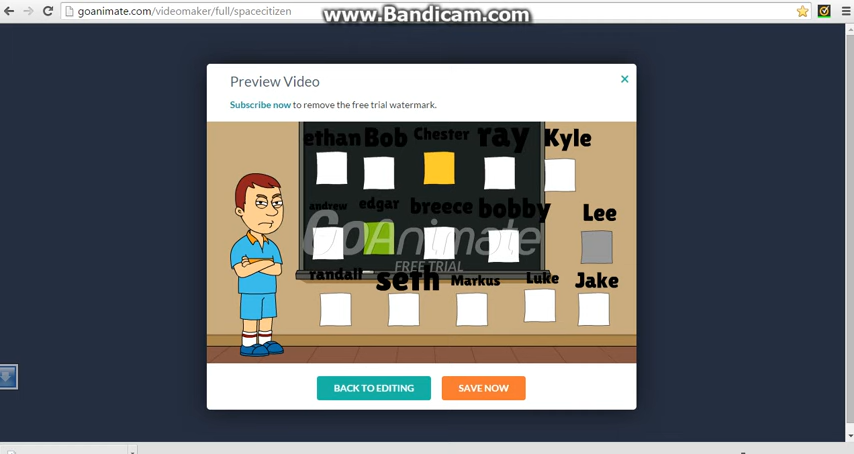 goanimate.com/videomaker/full/spacecitizen
www.Bandicam.com
Preview Video
Subscribe now to remove the free trial watermark.
ethan Bob Chester ray Kyle
andrew edgar breece bobby Lee
GoAnimate
FREE TRIAL
randall seth Markus Luke Jake
BACK TO EDITING SAVE NOW